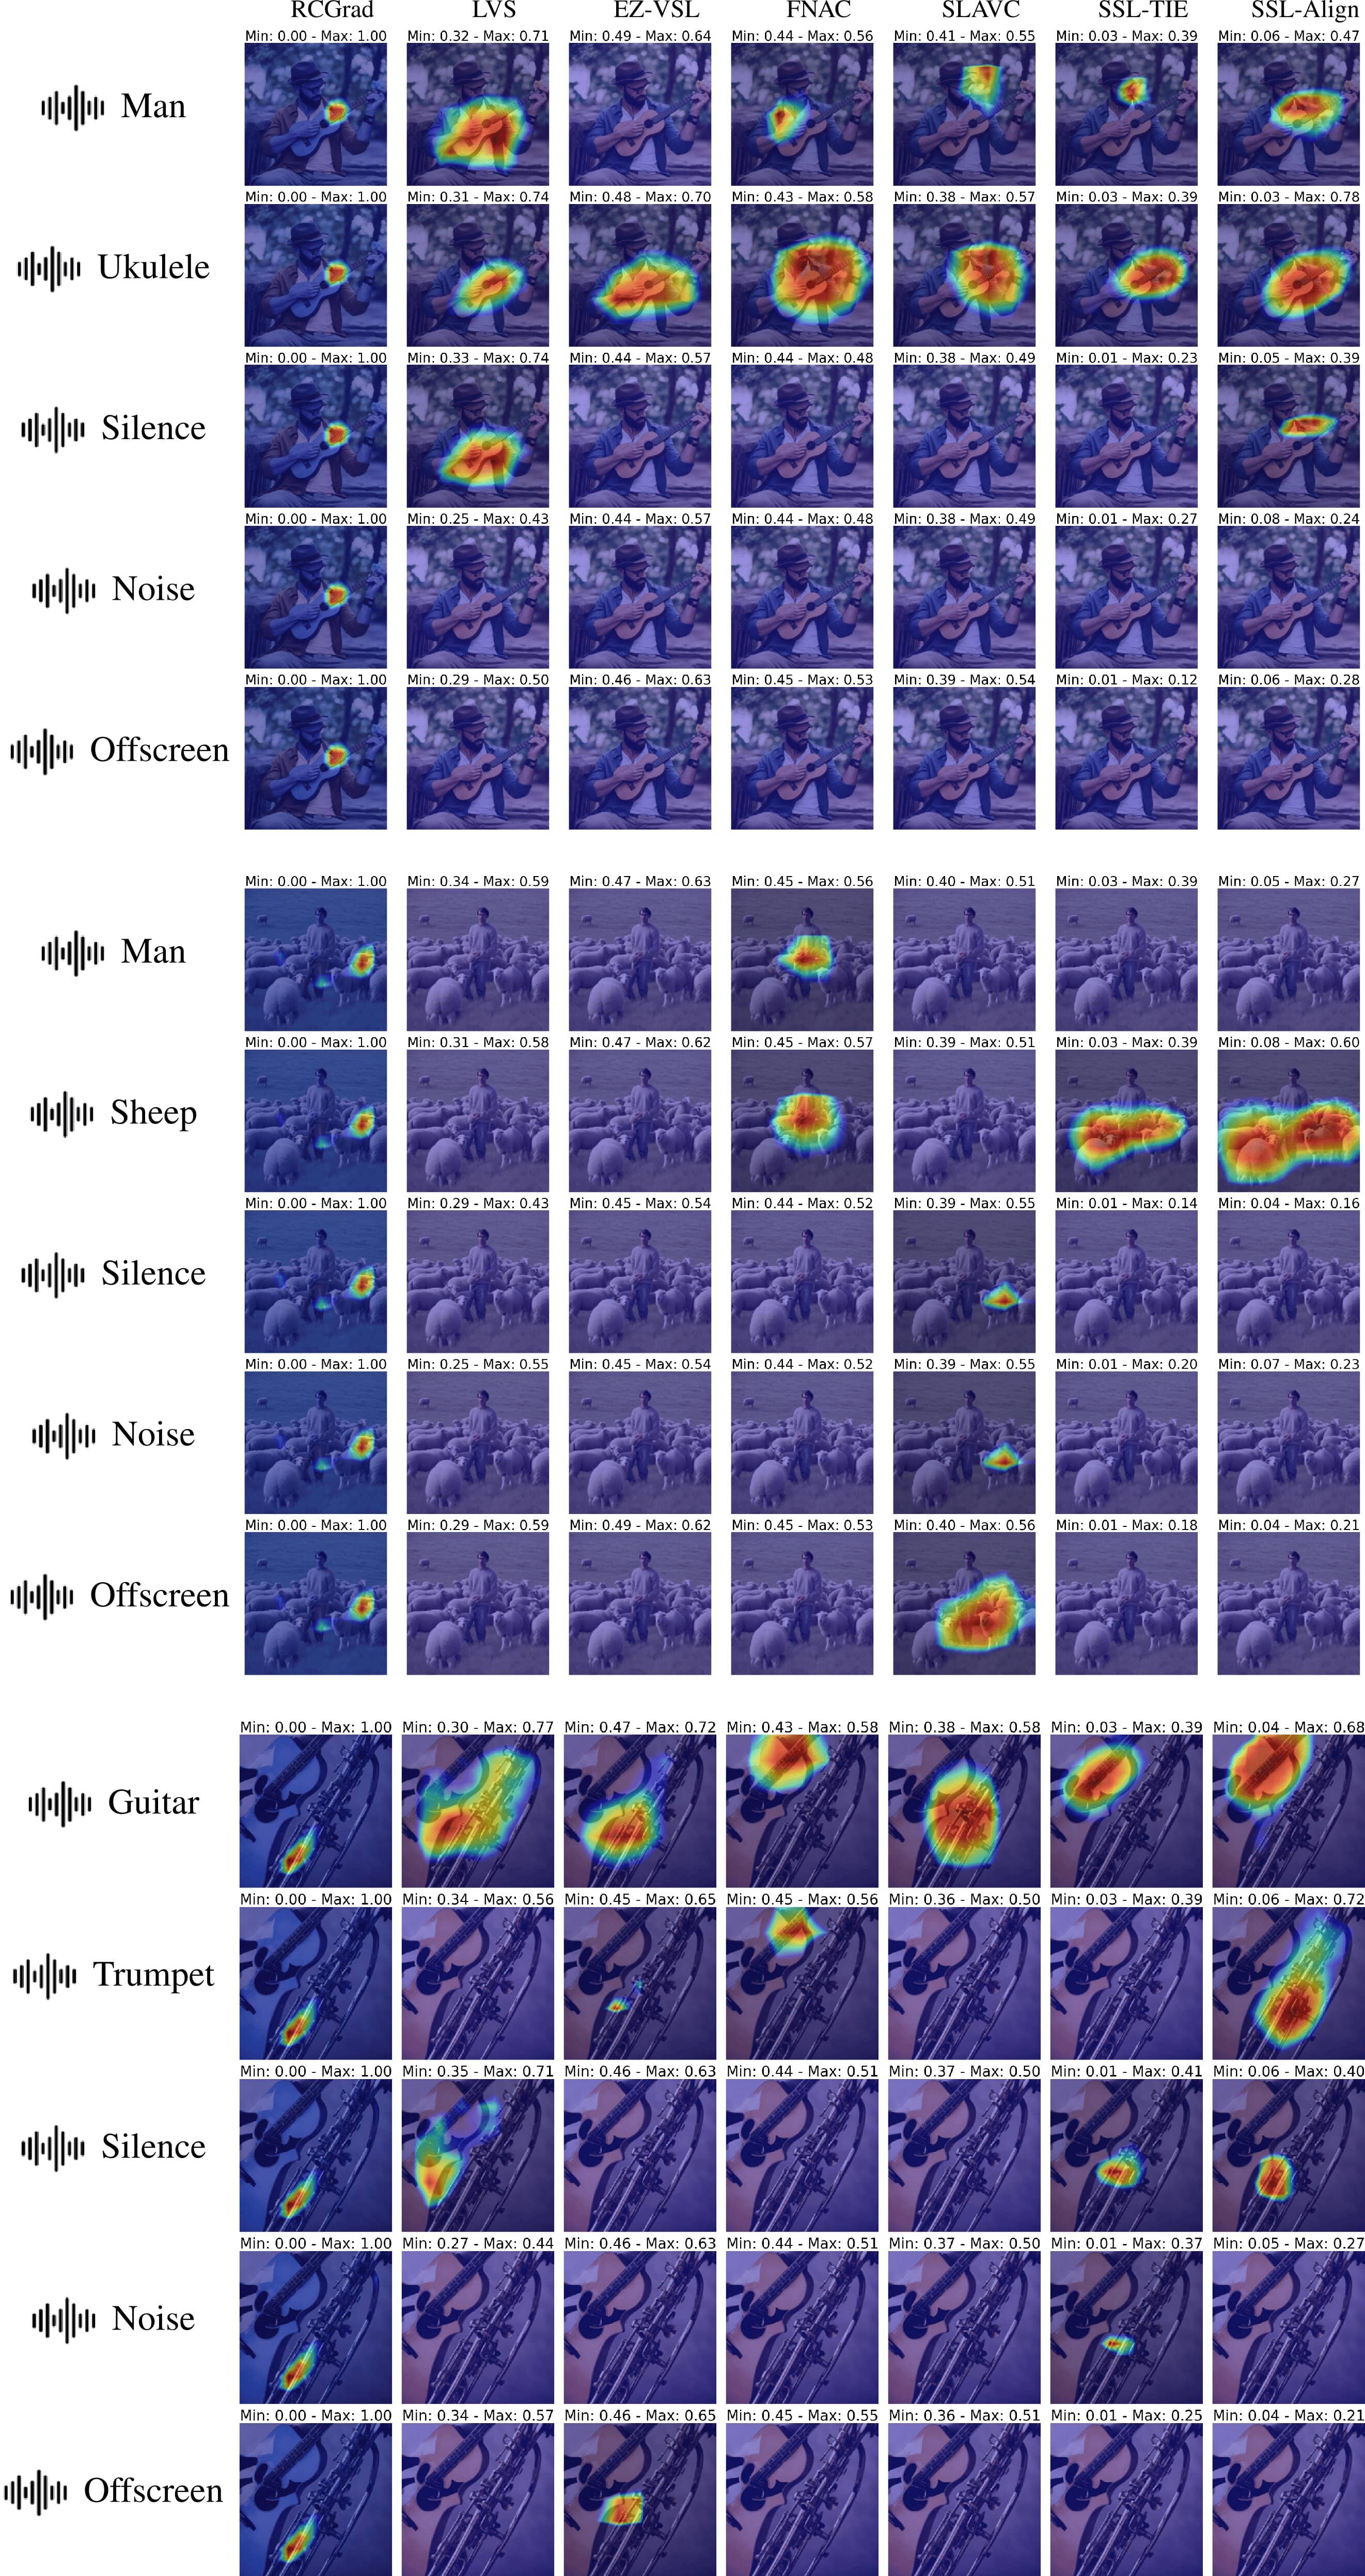 RCGrad LVS EZ-VSL FNAC SLAVC SSL-TIE SSL-Align
Min: 0.00 - Max: 1.00 Min: 0.32 - Max: 0.71 Min: 0.49 - Max: 0.64 Min: 0.44 - Max: 0.56 Min: 0.41 - Max: 0.55 Min: 0.03 - Max: 0.39 Min: 0.06 - Max: 0.47
Man
Min: 0.00 - Max: 1.00 Min: 0.31 - Max: 0.74 Min: 0.48 - Max: 0.70 Min: 0.43 - Max: 0.58 Min: 0.38 - Max: 0.57 Min: 0.03 - Max: 0.39 Min: 0.03 - Max: 0.78
Ukulele
Min: 0.00 - Max: 1.00 Min: 0.33 - Max: 0.74 Min: 0.44 - Max: 0.57 Min: 0.44 - Max: 0.48 Min: 0.38 - Max: 0.49 Min: 0.01 - Max: 0.23 Min: 0.05 - Max: 0.39
Silence
Min: 0.00 - Max: 1.00 Min: 0.25 - Max: 0.43 Min: 0.44 - Max: 0.57 Min: 0.44 - Max: 0.48 Min: 0.38 - Max: 0.49 Min: 0.01 - Max: 0.27 Min: 0.08 - Max: 0.24
Noise
Min: 0.00 - Max: 1.00 Min: 0.29 - Max: 0.50 Min: 0.46 - Max: 0.63 Min: 0.45 - Max: 0.53 Min: 0.39 - Max: 0.54 Min: 0.01 - Max: 0.12 Min: 0.06 - Max: 0.28
Offscreen
Min: 0.00 - Max: 1.00 Min: 0.34 - Max: 0.59 Min: 0.47 - Max: 0.63 Min: 0.45 - Max: 0.56 Min: 0.40 - Max: 0.51 Min: 0.03 - Max: 0.39 Min: 0.05 - Max: 0.27
Man
Min: 0.00 - Max: 1.00 Min: 0.31 - Max: 0.58 Min: 0.47 - Max: 0.62 Min: 0.45 - Max: 0.57 Min: 0.39 - Max: 0.51 Min: 0.03 - Max: 0.39 Min: 0.08 - Max: 0.60
Sheep
Min: 0.00 - Max: 1.00 Min: 0.29 - Max: 0.43 Min: 0.45 - Max: 0.54 Min: 0.44 - Max: 0.52 Min: 0.39 - Max: 0.55 Min: 0.01 - Max: 0.14 Min: 0.04 - Max: 0.16
Silence
Min: 0.00 - Max: 1.00 Min: 0.25 - Max: 0.55 Min: 0.45 - Max: 0.54 Min: 0.44 - Max: 0.52 Min: 0.39 - Max: 0.55 Min: 0.01 - Max: 0.20 Min: 0.07 - Max: 0.23
Noise
Min: 0.00 - Max: 1.00 Min: 0.29 - Max: 0.59 Min: 0.49 - Max: 0.62 Min: 0.45 - Max: 0.53 Min: 0.40 - Max: 0.56 Min: 0.01 - Max: 0.18 Min: 0.04 - Max: 0.21
Offscreen
Min: 0.00 - Max: 1.00 Min: 0.30 - Max: 0.77 Min: 0.47 - Max: 0.72 Min: 0.43 - Max: 0.58 Min: 0.38 - Max: 0.58 Min: 0.03 - Max: 0.39 Min: 0.04 - Max: 0.68
Guitar
Min: 0.00 - Max: 1.00 Min: 0.34 - Max: 0.56 Min: 0.45 - Max: 0.65 Min: 0.45 - Max: 0.56 Min: 0.36 - Max: 0.50 Min: 0.03 - Max: 0.39 Min: 0.06 - Max: 0.72
Trumpet
Min: 0.00 - Max: 1.00 Min: 0.35 - Max: 0.71 Min: 0.46 - Max: 0.63 Min: 0.44 - Max: 0.51 Min: 0.37 - Max: 0.50 Min: 0.01 - Max: 0.41 Min: 0.06 - Max: 0.40
Silence
Min: 0.00 - Max: 1.00 Min: 0.27 - Max: 0.44 Min: 0.46 - Max: 0.63 Min: 0.44 - Max: 0.51 Min: 0.37 - Max: 0.50 Min: 0.01 - Max: 0.37 Min: 0.05 - Max: 0.27
Noise
Min: 0.00 - Max: 1.00 Min: 0.34 - Max: 0.57 Min: 0.46 - Max: 0.65 Min: 0.45 - Max: 0.55 Min: 0.36 - Max: 0.51 Min: 0.01 - Max: 0.25 Min: 0.04 - Max: 0.21
Offscreen